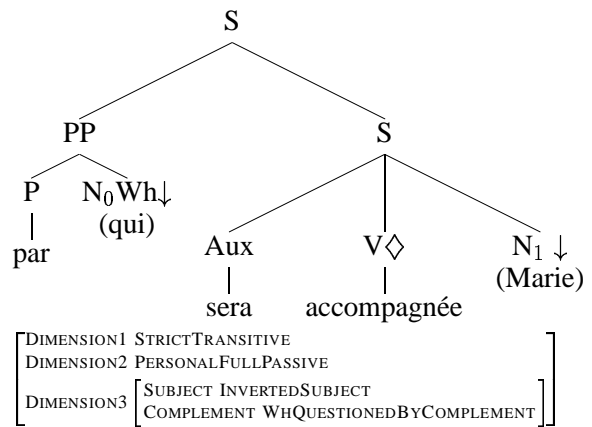 S
PP S
P N₀Wh↓
(qui)
par
Aux V◇ N₁ ↓
(Marie)
sera accompagnée
DIMENSION1 STRICTTRANSITIVE
DIMENSION2 PERSONALFULLPASSIVE
DIMENSION3 SUBJECT INVERTEDSUBJECT
COMPLEMENT WHQUESTIONEDBYCOMPLEMENT